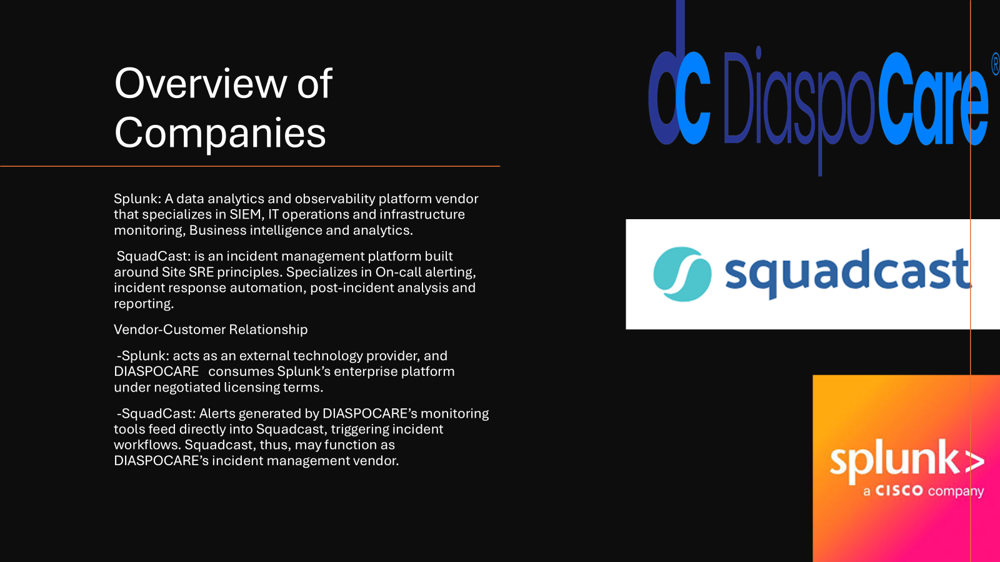 Overview of
Companies
Splunk: A data analytics and observability platform vendor
that specializes in SIEM, IT operations and infrastructure
monitoring, Business intelligence and analytics.
SquadCast: is an incident management platform built
around Site SRE principles. Specializes in On-call alerting,
incident response automation, post-incident analysis and
reporting.
Vendor-Customer Relationship
-Splunk: acts as an external technology provider, and
DIASPOCARE   consumes Splunk’s enterprise platform
under negotiated licensing terms.
-SquadCast: Alerts generated by DIASPOCARE’s monitoring
tools feed directly into Squadcast, triggering incident
workflows. Squadcast, thus, may function as
DIASPOCARE’s incident management vendor.
dc DiaspoCare®
squadcast
splunk>
a CISCO company